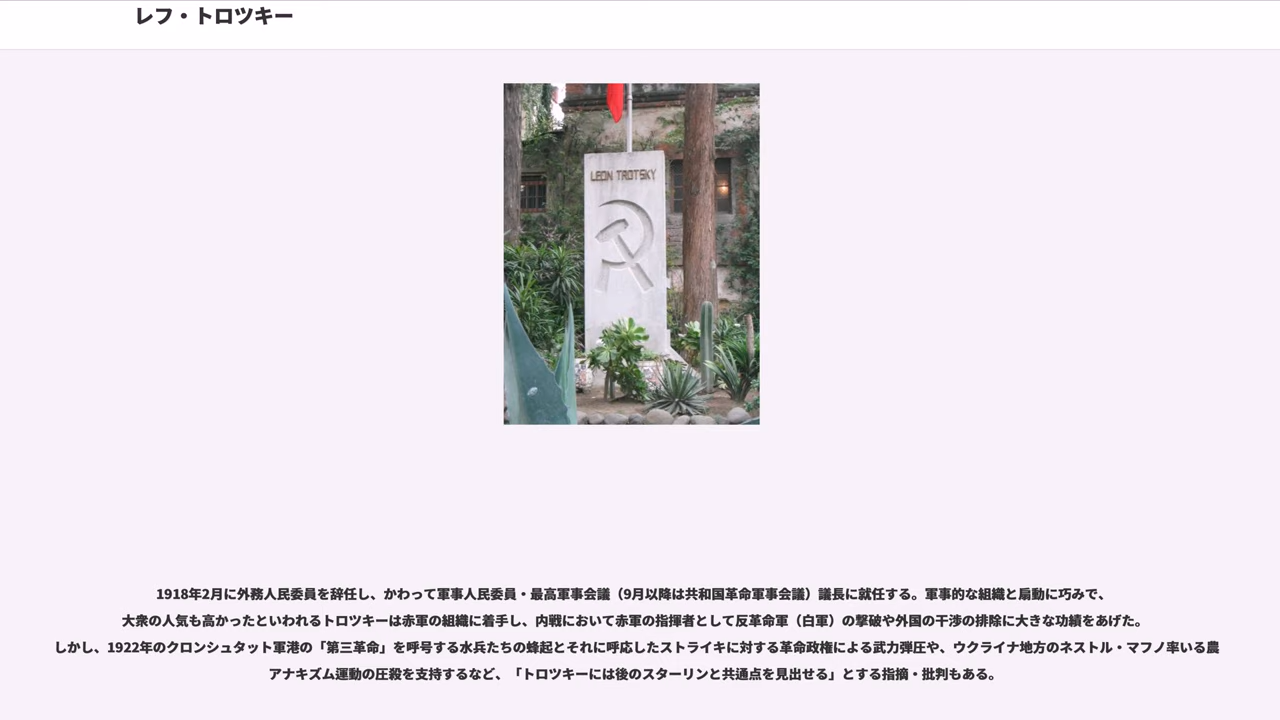 レフ・トロツキー
LEON TROTSKY
1918年2月に外務人民委員を辞任し、かわって軍事人民委員・最高軍事会議（9月以降は共和国革命軍事会議）議長に就任する。軍事的な組織と扇動に巧みで、
大衆の人気も高かったといわれるトロツキーは赤軍の組織に着手し、内戦において赤軍の指揮者として反革命軍（白軍）の撃破や外国の干渉の排除に大きな功績をあげた。
しかし、1922年のクロンシュタット軍港の「第三革命」を呼号する水兵たちの蜂起とそれに呼応したストライキに対する革命政権による武力弾圧や、ウクライナ地方のネストル・マフノ率いる農
アナキズム運動の圧殺を支持するなど、「トロツキーには後のスターリンと共通点を見出せる」とする指摘・批判もある。